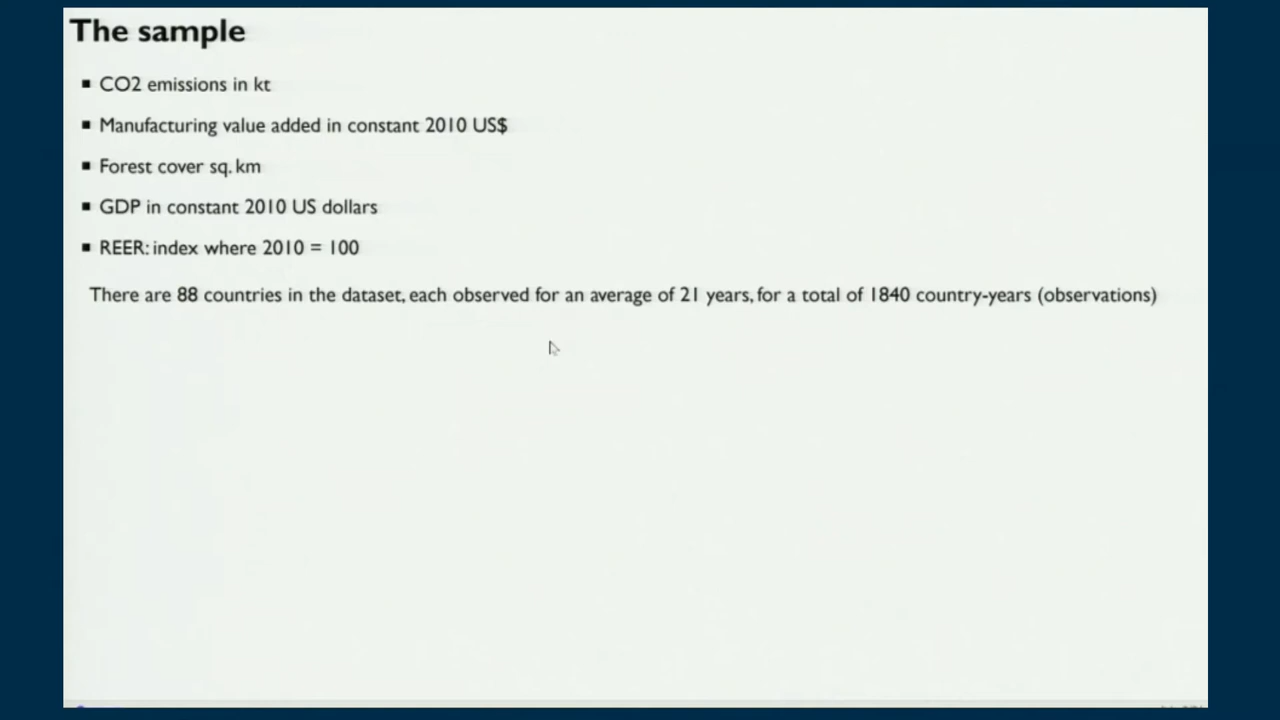 The sample
▪ CO2 emissions in kt
▪ Manufacturing value added in constant 2010 US$
▪ Forest cover sq. km
▪ GDP in constant 2010 US dollars
▪ REER: index where 2010 = 100
There are 88 countries in the dataset, each observed for an average of 21 years, for a total of 1840 country-years (observations)